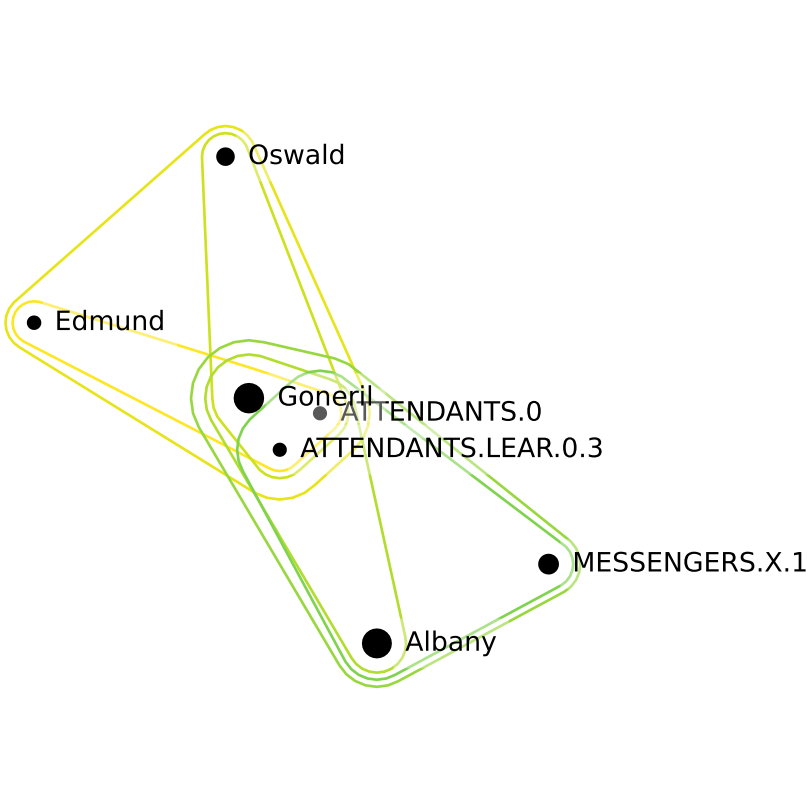 Oswald
Edmund
Goneril
ATTENDANTS.0
ATTENDANTS.LEAR.0.3
MESSENGERS.X.1
Albany